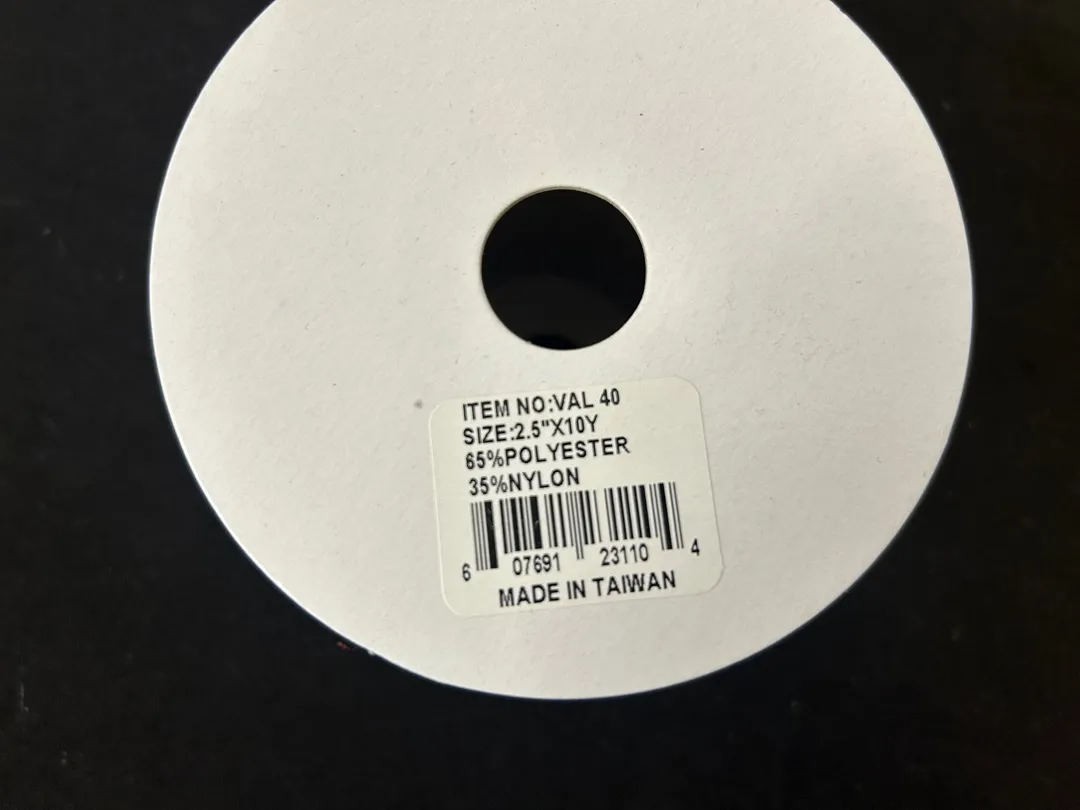 ITEM NO:VAL 40
SIZE:2.5"X10Y
65%POLYESTER
35%NYLON
6 07691 23110 4
MADE IN TAIWAN